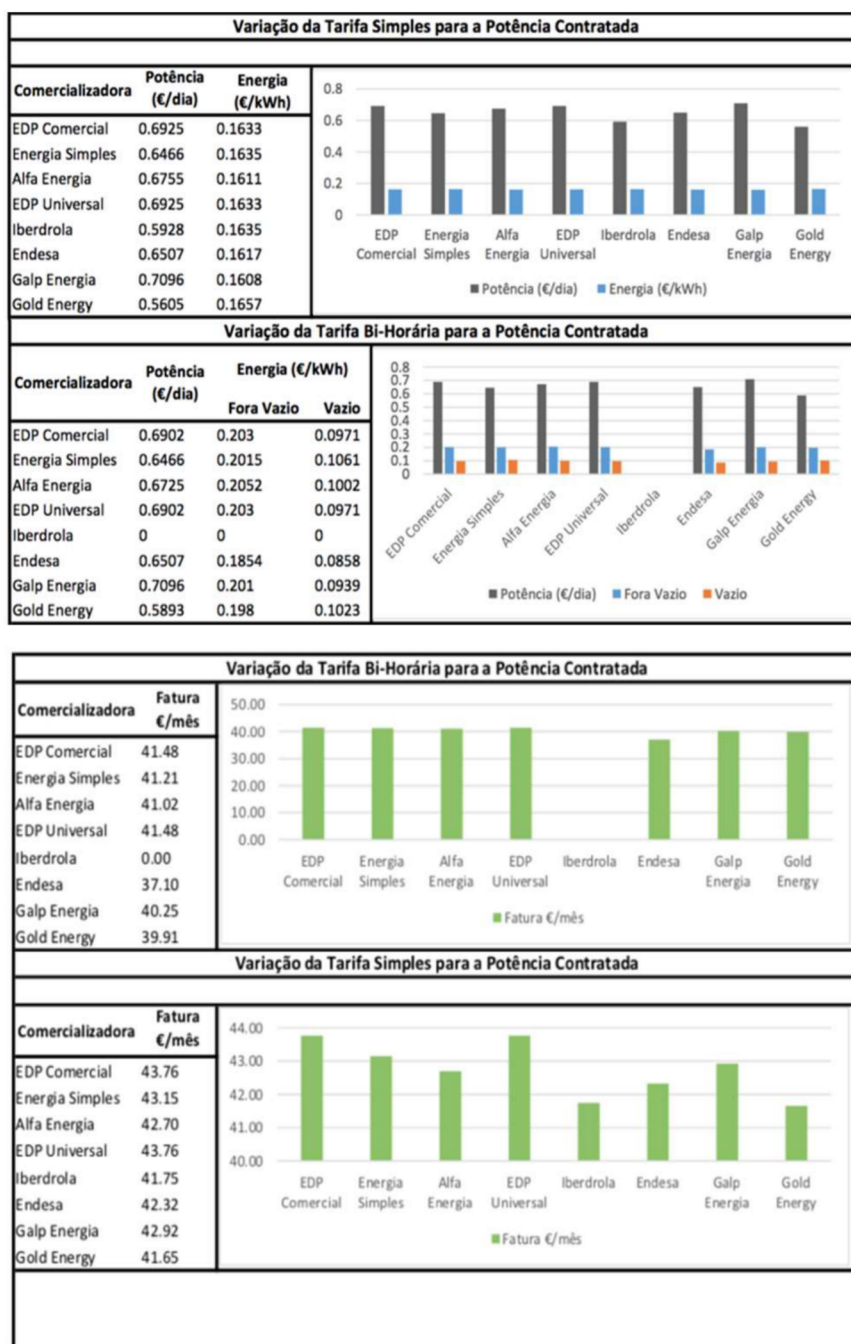 Variação da Tarifa Simples para a Potência Contratada
Comercializadora Potência (€/dia) Energia (€/kWh)
EDP Comercial 0.6925 0.1633
Energia Simples 0.6466 0.1635
Alfa Energia 0.6755 0.1611
EDP Universal 0.6925 0.1633
Iberdrola 0.5928 0.1635
Endesa 0.6507 0.1617
Galp Energia 0.7096 0.1608
Gold Energy 0.5605 0.1657
0.8
0.6
0.4
0.2
0
EDP Comercial Energia Simples Alfa Energia EDP Universal Iberdrola Endesa Galp Energia Gold Energy
Potência (€/dia) Energia (€/kWh)
Variação da Tarifa Bi-Horária para a Potência Contratada
Comercializadora Potência (€/dia) Energia (€/kWh)
Fora Vazio Vazio
EDP Comercial 0.6902 0.203 0.0971
Energia Simples 0.6466 0.2015 0.1061
Alfa Energia 0.6725 0.2052 0.1002
EDP Universal 0.6902 0.203 0.0971
Iberdrola 0 0 0
Endesa 0.6507 0.1854 0.0858
Galp Energia 0.7096 0.201 0.0939
Gold Energy 0.5893 0.198 0.1023
0.8
0.7
0.6
0.5
0.4
0.3
0.2
0.1
0
EDP Comercial Energia Simples Alfa Energia EDP Universal Iberdrola Endesa Galp Energia Gold Energy
Potência (€/dia) Fora Vazio Vazio
Variação da Tarifa Bi-Horária para a Potência Contratada
Comercializadora Fatura €/mês
EDP Comercial 41.48
Energia Simples 41.21
Alfa Energia 41.02
EDP Universal 41.48
Iberdrola 0.00
Endesa 37.10
Galp Energia 40.25
Gold Energy 39.91
50.00
40.00
30.00
20.00
10.00
0.00
EDP Comercial Energia Simples Alfa Energia EDP Universal Iberdrola Endesa Galp Energia Gold Energy
Fatura €/mês
Variação da Tarifa Simples para a Potência Contratada
Comercializadora Fatura €/mês
EDP Comercial 43.76
Energia Simples 43.15
Alfa Energia 42.70
EDP Universal 43.76
Iberdrola 41.75
Endesa 42.32
Galp Energia 42.92
Gold Energy 41.65
44.00
43.00
42.00
41.00
40.00
EDP Comercial Energia Simples Alfa Energia EDP Universal Iberdrola Endesa Galp Energia Gold Energy
Fatura €/mês